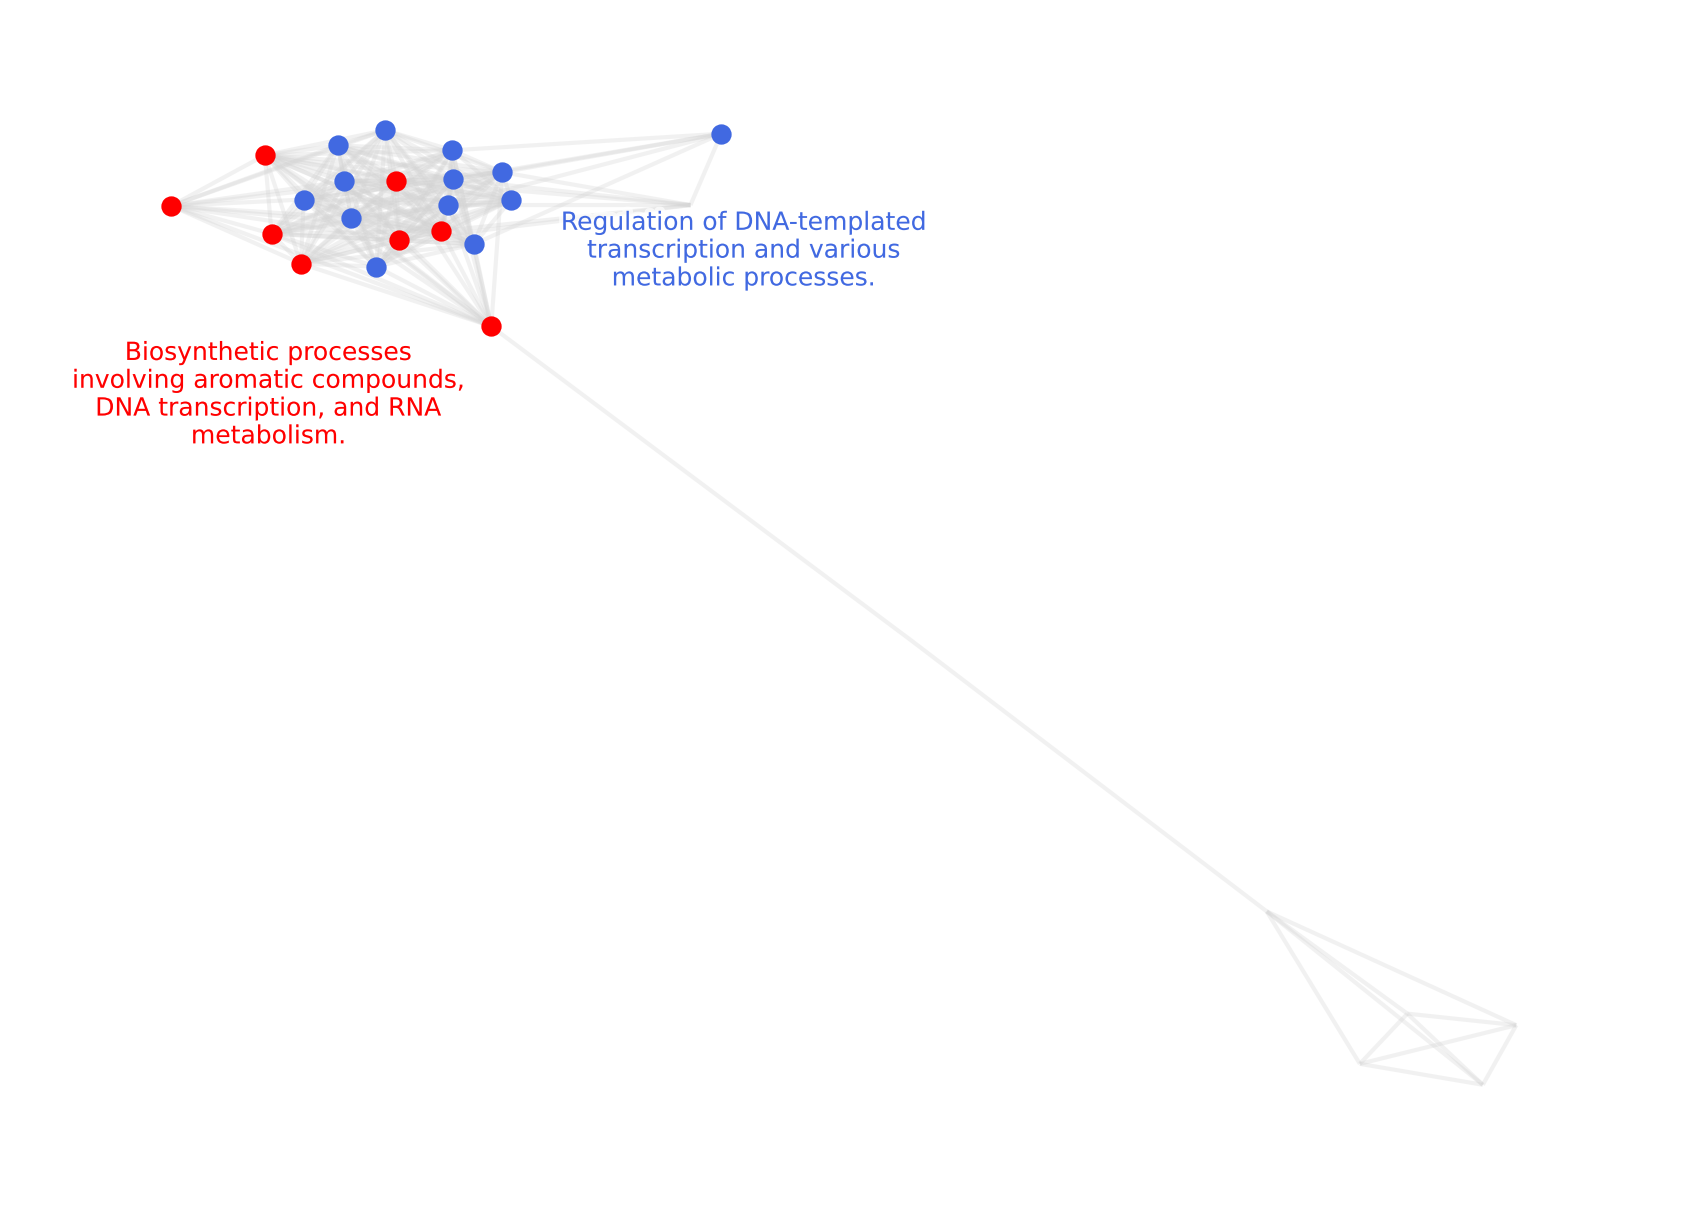 Regulation of DNA-templated
transcription and various
metabolic processes.
Biosynthetic processes
involving aromatic compounds,
DNA transcription, and RNA
metabolism.